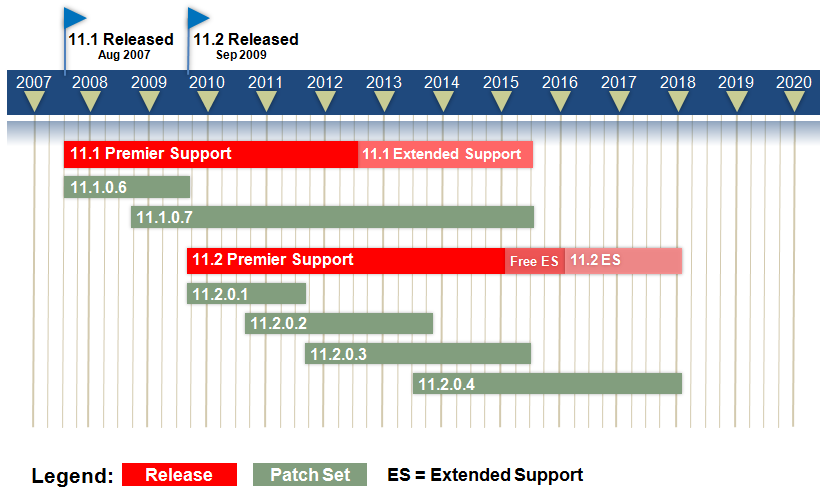 11.1 Released
Aug 2007
11.2 Released
Sep 2009
2007 2008 2009 2010 2011 2012 2013 2014 2015 2016 2017 2018 2019 2020
11.1 Premier Support 11.1 Extended Support
11.1.0.6
11.1.0.7
11.2 Premier Support Free ES 11.2 ES
11.2.0.1
11.2.0.2
11.2.0.3
11.2.0.4
Legend: Release Patch Set ES = Extended Support